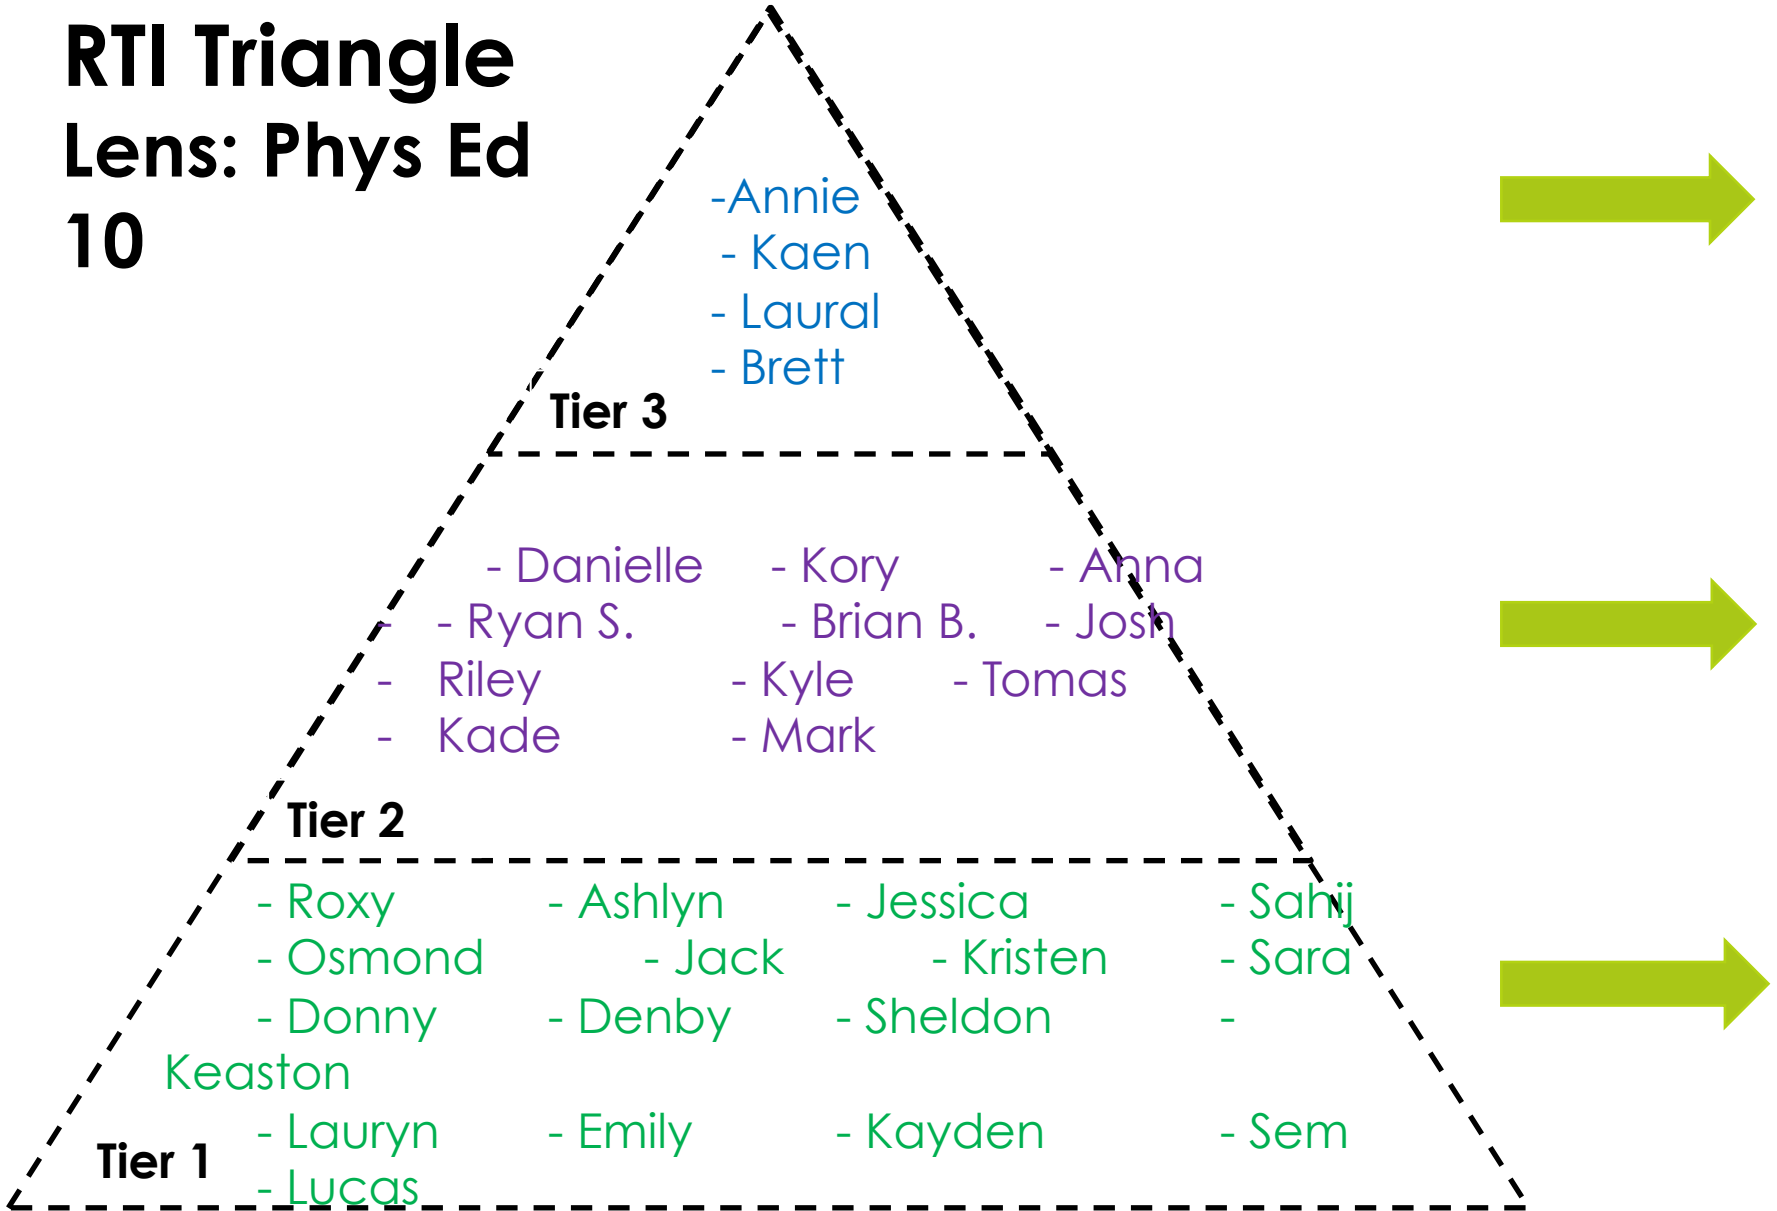 RTI Triangle
Lens: Phys Ed
10
-Annie
- Kaen
- Laural
- Brett
Tier 3
- Danielle - Kory - Anna
- - Ryan S. - Brian B. - Josh
- Riley - Kyle - Tomas
- Kade - Mark
Tier 2
- Roxy - Ashlyn - Jessica - Sahij
- Osmond - Jack - Kristen - Sara
- Donny - Denby - Sheldon -
Keaston
- Lauryn - Emily - Kayden - Sem
Tier 1
- Lucas